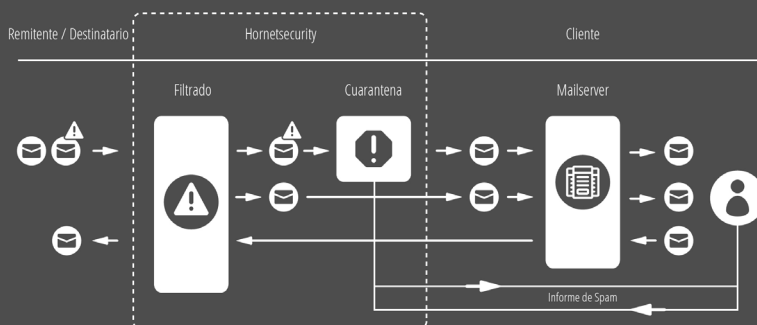 Remitente / Destinatario
Hornetsecurity
Cliente
Filtrado
Cuarantena
Mailserver
Informe de Spam